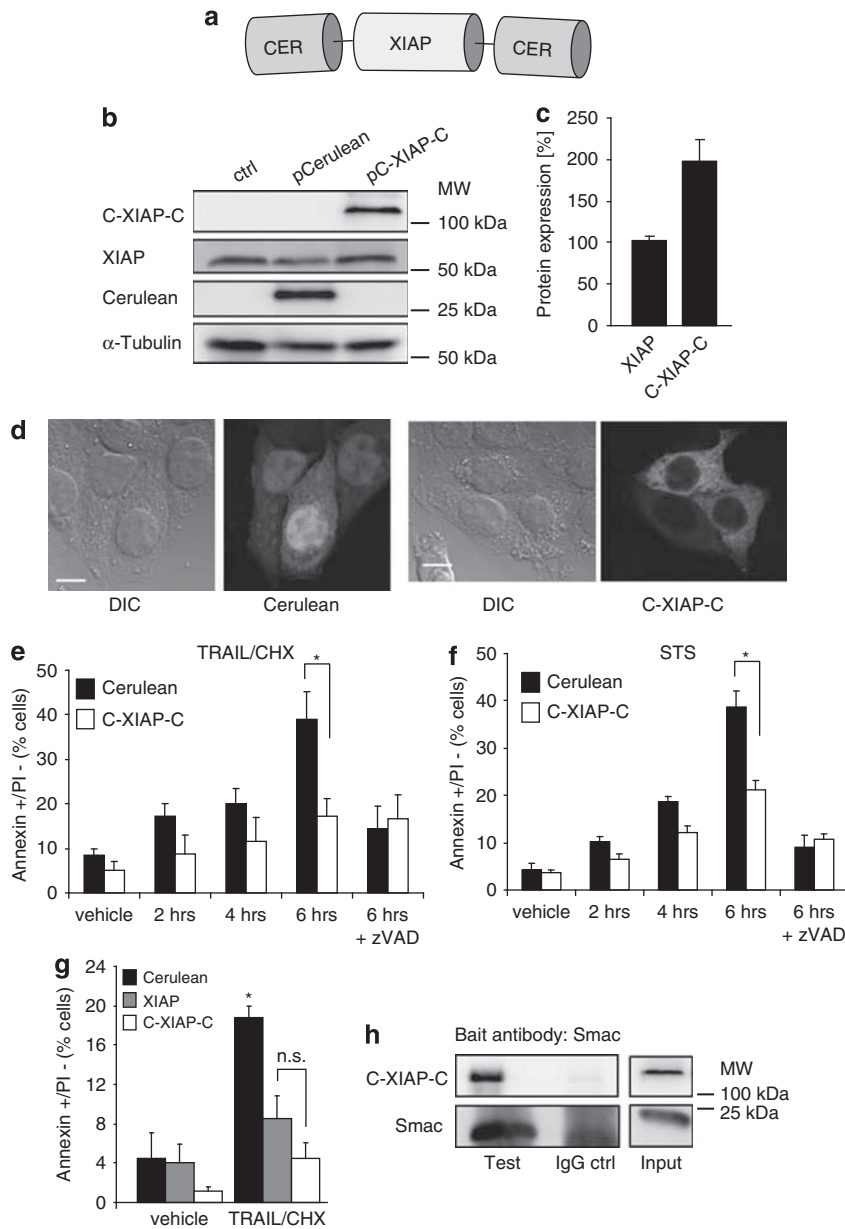 a
CER
XIAP
CER
b
ctrl
pCerulean
pC-XIAP-C
MW
C-XIAP-C
100 kDa
XIAP
50 kDa
Cerulean
25 kDa
α-Tubulin
50 kDa
c
Protein expression [%]
250
200
150
100
50
0
XIAP
C-XIAP-C
d
DIC
Cerulean
DIC
C-XIAP-C
e
TRAIL/CHX
Annexin +/PI - (% cells)
50
40
30
20
10
0
Cerulean
C-XIAP-C
*
vehicle
2 hrs
4 hrs
6 hrs
6 hrs
+ zVAD
f
STS
Annexin +/PI - (% cells)
50
40
30
20
10
0
Cerulean
C-XIAP-C
*
vehicle
2 hrs
4 hrs
6 hrs
6 hrs
+ zVAD
g
Annexin +/PI - (% cells)
24
20
16
12
8
4
0
Cerulean
XIAP
C-XIAP-C
*
n.s.
vehicle
TRAIL/CHX
h
Bait antibody: Smac
C-XIAP-C
MW
100 kDa
25 kDa
Smac
Test
IgG ctrl
Input